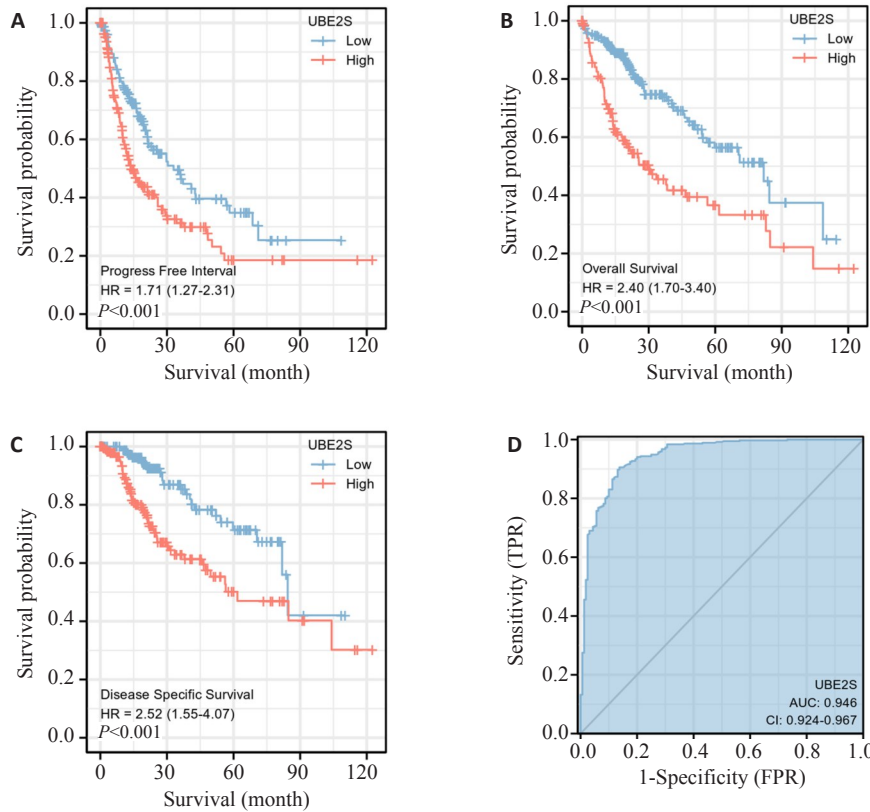 A
UBE2S
Low
High
1.0
0.8
0.6
0.4
0.2
0.0
Survival probability
Progress Free Interval
HR = 1.71 (1.27-2.31)
P<0.001
0 30 60 90 120
Survival (month)
B
UBE2S
Low
High
1.0
0.8
0.6
0.4
0.2
0.0
Survival probability
Overall Survival
HR = 2.40 (1.70-3.40)
P<0.001
0 30 60 90 120
Survival (month)
C
UBE2S
Low
High
1.0
0.8
0.6
0.4
0.2
0.0
Survival probability
Disease Specific Survival
HR = 2.52 (1.55-4.07)
P<0.001
0 30 60 90 120
Survival (month)
D
1.0
0.8
0.6
0.4
0.2
0.0
Sensitivity (TPR)
UBE2S
AUC: 0.946
CI: 0.924-0.967
0.0 0.2 0.4 0.6 0.8 1.0
1-Specificity (FPR)